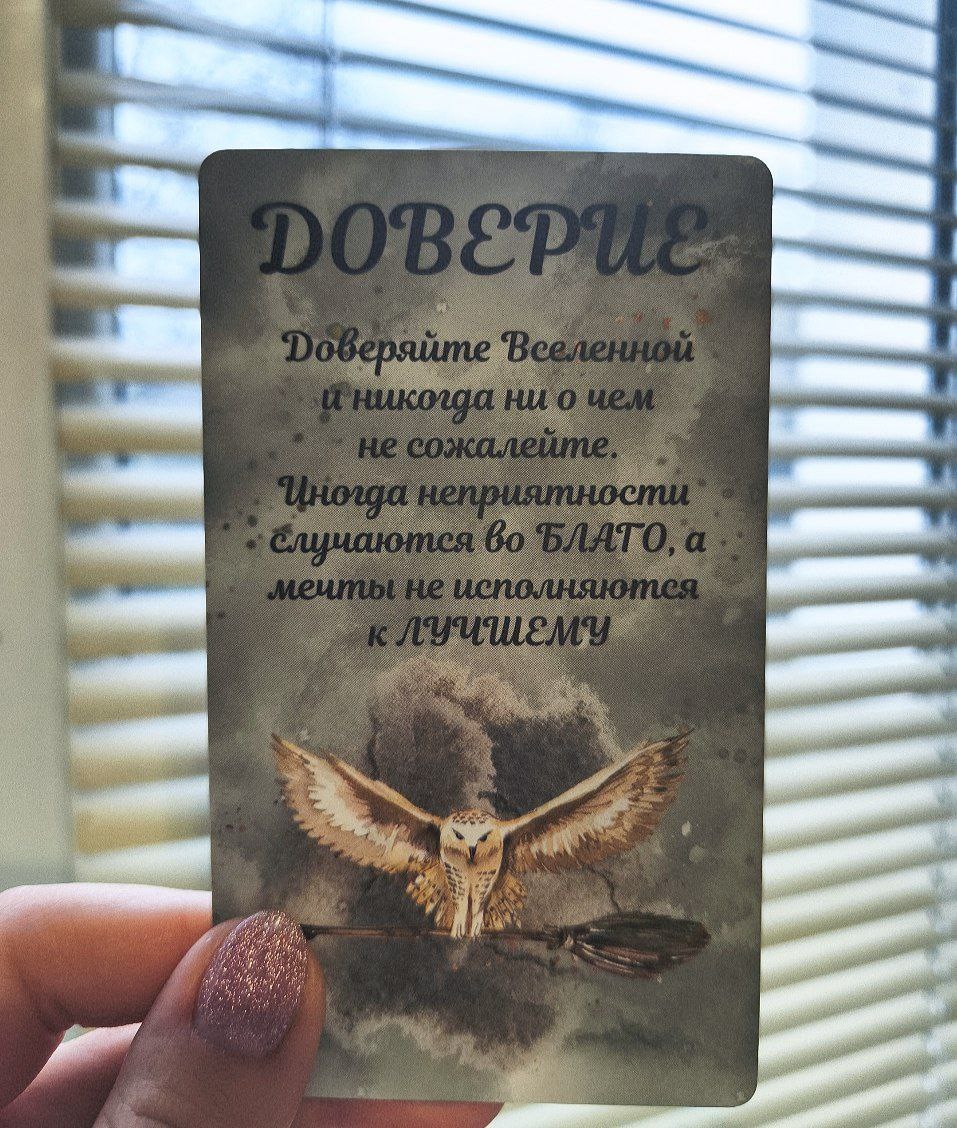 ДОВЕРИЕ
Доверяйте Вселенной
и никогда ни о чем
не сожалейте.
Иногда неприятности
случаются во БЛАГО, а
мечты не исполняются
к ЛУЧШЕМУ